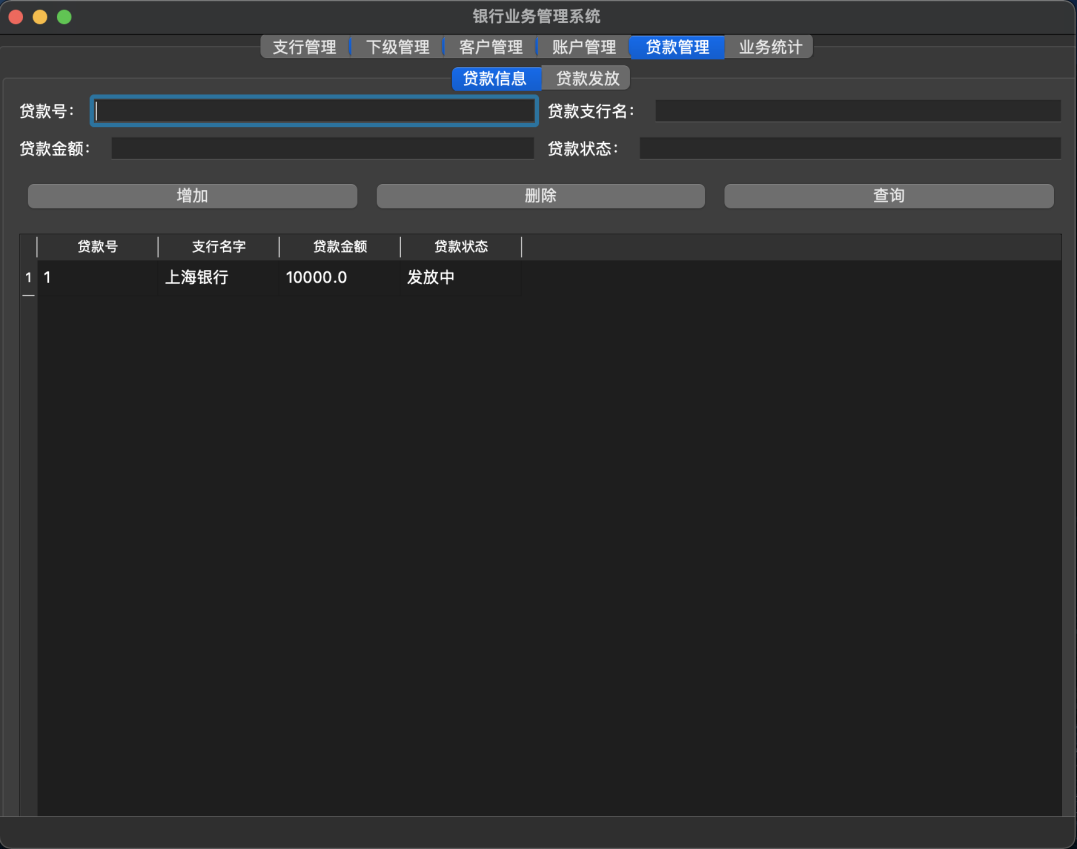 银行业务管理系统
支行管理 下级管理 客户管理 账户管理 贷款管理 业务统计
贷款信息 贷款发放
贷款号： 贷款支行名：
贷款金额： 贷款状态：
增加 删除 查询
贷款号 支行名字 贷款金额 贷款状态
1 1 上海银行 10000.0 发放中